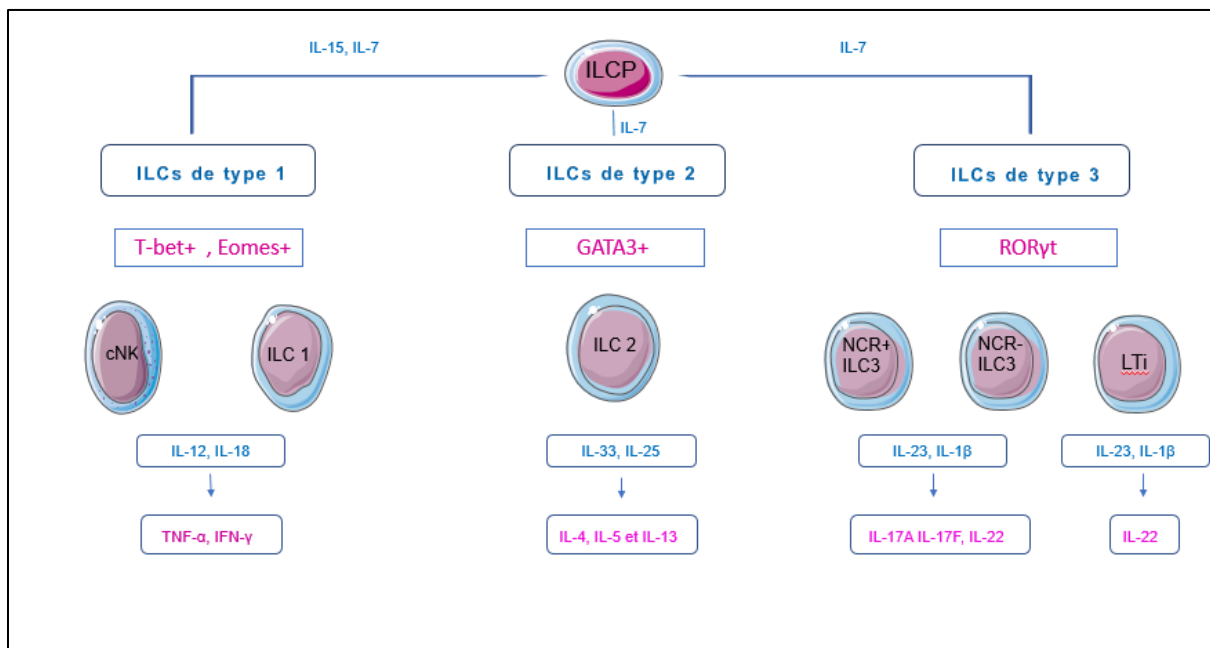 IL-15, IL-7
IL-7
ILCP
IL-7
ILCs de type 1
ILCs de type 2
ILCs de type 3
T-bet+ , Eomes+
GATA3+
RORγt
cNK
ILC 1
ILC 2
NCR+
ILC3
NCR-
ILC3
LTi
IL-12, IL-18
IL-33, IL-25
IL-23, IL-1β
IL-23, IL-1β
TNF-α, IFN-γ
IL-4, IL-5 et IL-13
IL-17A IL-17F, IL-22
IL-22